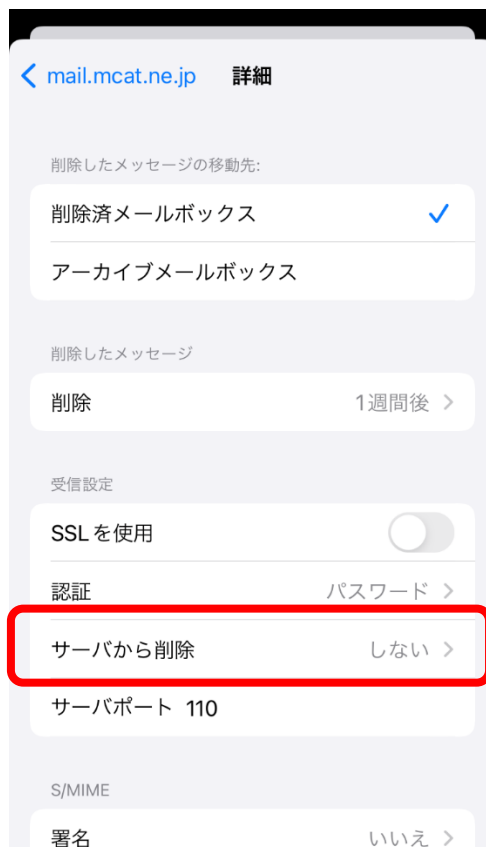 mail.mcat.ne.jp 詳細
削除したメッセージの移動先:
削除済メールボックス
アーカイブメールボックス
削除したメッセージ
削除 1週間後
受信設定
SSLを使用
認証 パスワード
サーバから削除 しない
サーバポート 110
S/MIME
署名 いいえ